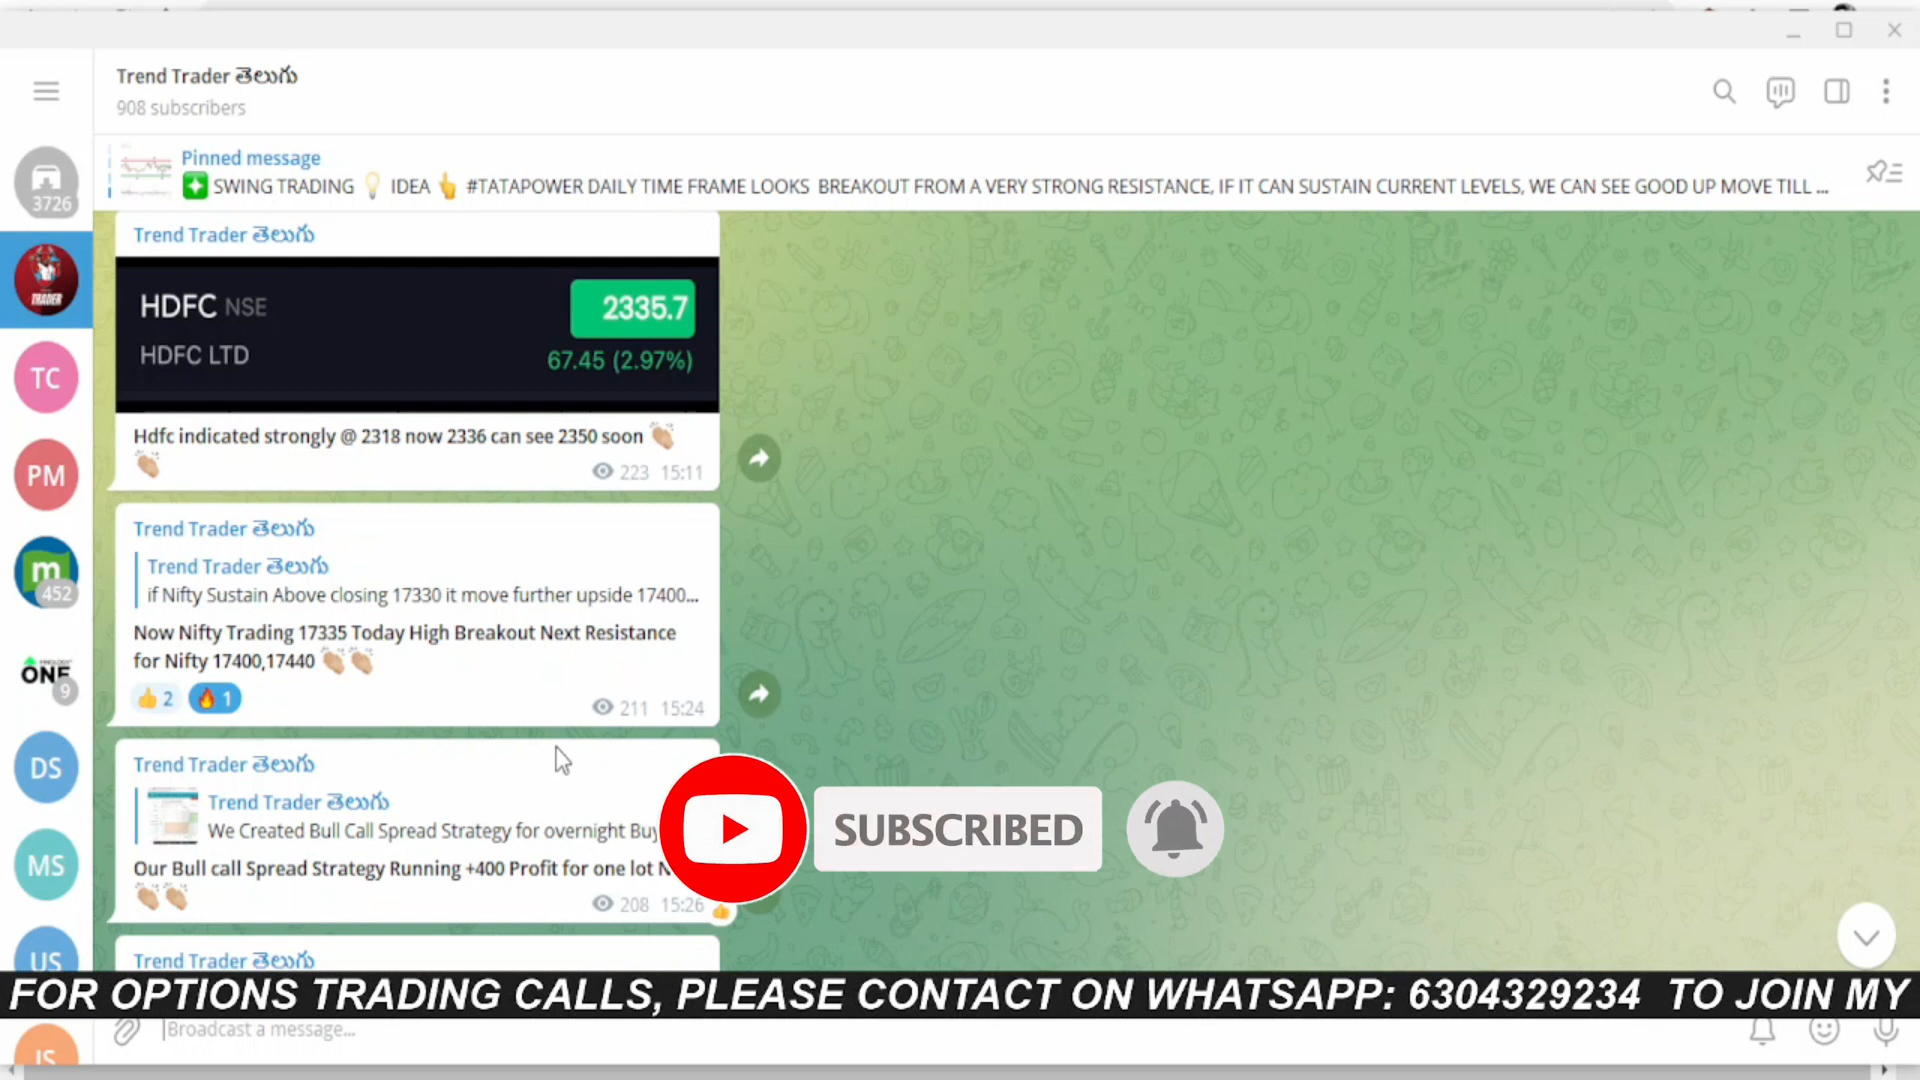 Trend Trader తెలుగు
908 subscribers
Pinned message
SWING TRADING 💡 IDEA 👆 #TATAPOWER DAILY TIME FRAME LOOKS BREAKOUT FROM A VERY STRONG RESISTANCE, IF IT CAN SUSTAIN CURRENT LEVELS, WE CAN SEE GOOD UP MOVE TILL ...
3726
TRADER
TC
PM
m
452
ONE
9
DS
MS
US
IS
Trend Trader తెలుగు
HDFC NSE
2335.7
HDFC LTD
67.45 (2.97%)
Hdfc indicated strongly @ 2318 now 2336 can see 2350 soon 👏🏼
👏🏼
223 15:11
Trend Trader తెలుగు
Trend Trader తెలుగు
if Nifty Sustain Above closing 17330 it move further upside 17400...
Now Nifty Trading 17335 Today High Breakout Next Resistance
for Nifty 17400,17440 👏🏼👏🏼
👍 2 🔥 1
211 15:24
Trend Trader తెలుగు
Trend Trader తెలుగు
We Created Bull Call Spread Strategy for overnight Buy
Our Bull call Spread Strategy Running +400 Profit for one lot
👏🏼👏🏼
208 15:26
SUBSCRIBED
Trend Trader తెలుగు
FOR OPTIONS TRADING CALLS, PLEASE CONTACT ON WHATSAPP: 6304329234 TO JOIN MY
Broadcast a message...